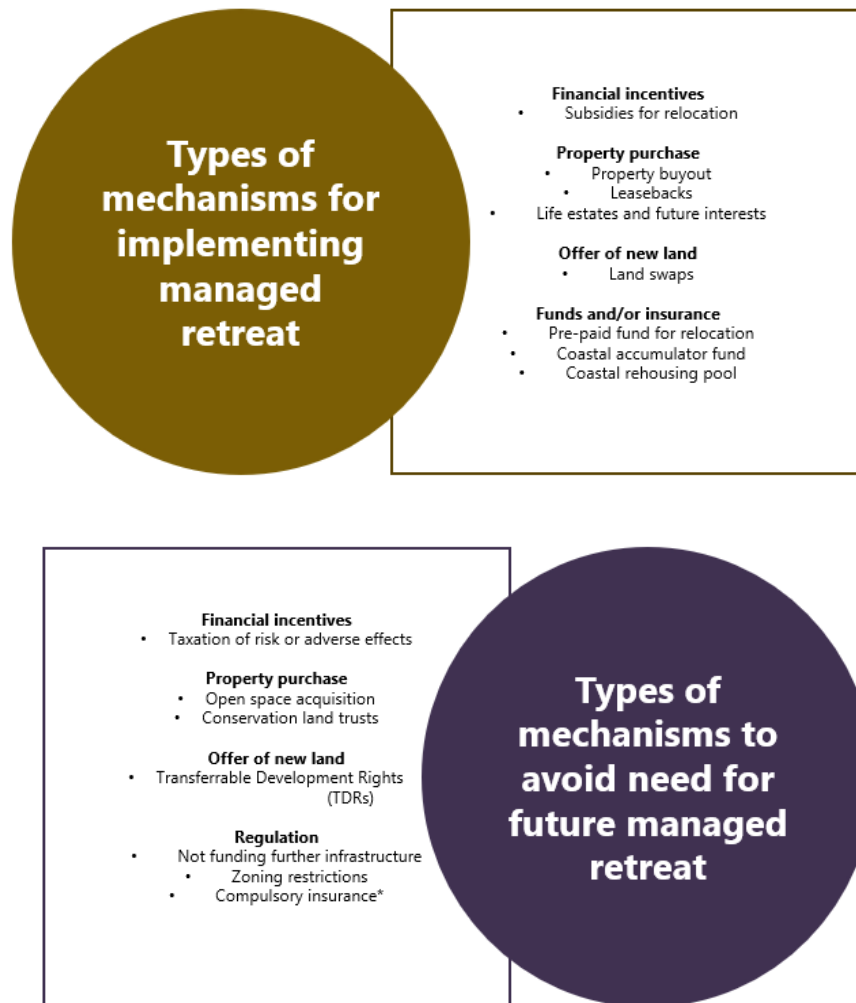 Types of
mechanisms for
implementing
managed
retreat
Financial incentives
• Subsidies for relocation
Property purchase
• Property buyout
• Leasebacks
• Life estates and future interests
Offer of new land
• Land swaps
Funds and/or insurance
• Pre-paid fund for relocation
• Coastal accumulator fund
• Coastal rehousing pool
Financial incentives
• Taxation of risk or adverse effects
Property purchase
• Open space acquisition
• Conservation land trusts
Offer of new land
• Transferrable Development Rights
(TDRs)
Regulation
• Not funding further infrastructure
• Zoning restrictions
• Compulsory insurance*
Types of
mechanisms to
avoid need for
future managed
retreat